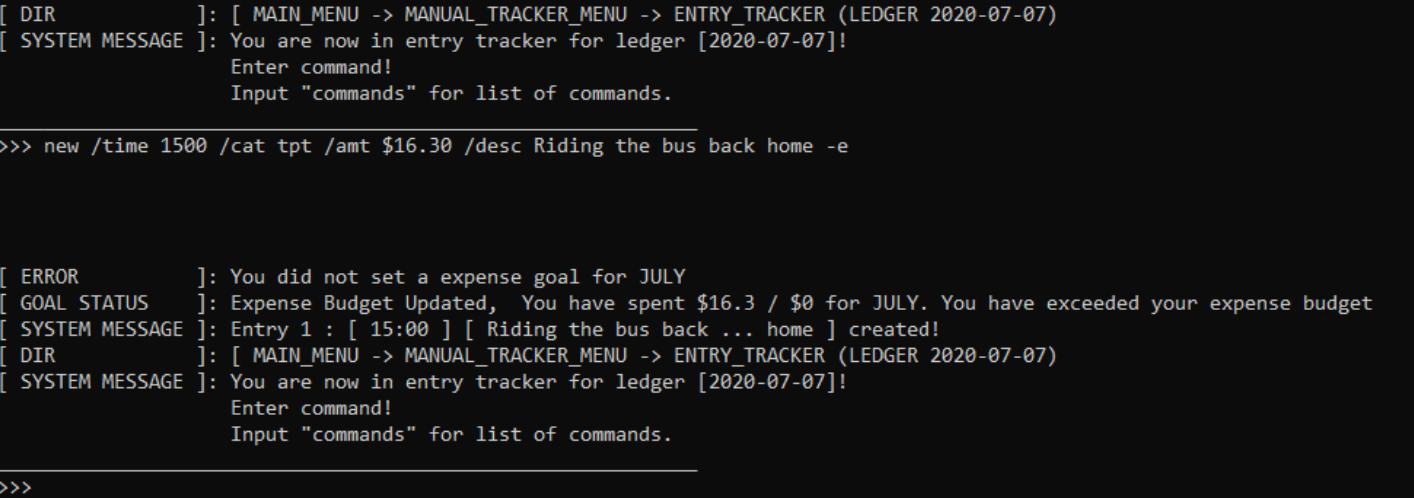 [ DIR            ]: [ MAIN_MENU -> MANUAL_TRACKER_MENU -> ENTRY_TRACKER (LEDGER 2020-07-07)
[ SYSTEM MESSAGE ]: You are now in entry tracker for ledger [2020-07-07]!
                    Enter command!
                    Input "commands" for list of commands.
>>> new /time 1500 /cat tpt /amt $16.30 /desc Riding the bus back home -e
[ ERROR          ]: You did not set a expense goal for JULY
[ GOAL STATUS    ]: Expense Budget Updated,  You have spent $16.3 / $0 for JULY. You have exceeded your expense budget
[ SYSTEM MESSAGE ]: Entry 1 : [ 15:00 ] [ Riding the bus back ... home ] created!
[ DIR            ]: [ MAIN_MENU -> MANUAL_TRACKER_MENU -> ENTRY_TRACKER (LEDGER 2020-07-07)
[ SYSTEM MESSAGE ]: You are now in entry tracker for ledger [2020-07-07]!
                    Enter command!
                    Input "commands" for list of commands.
>>>